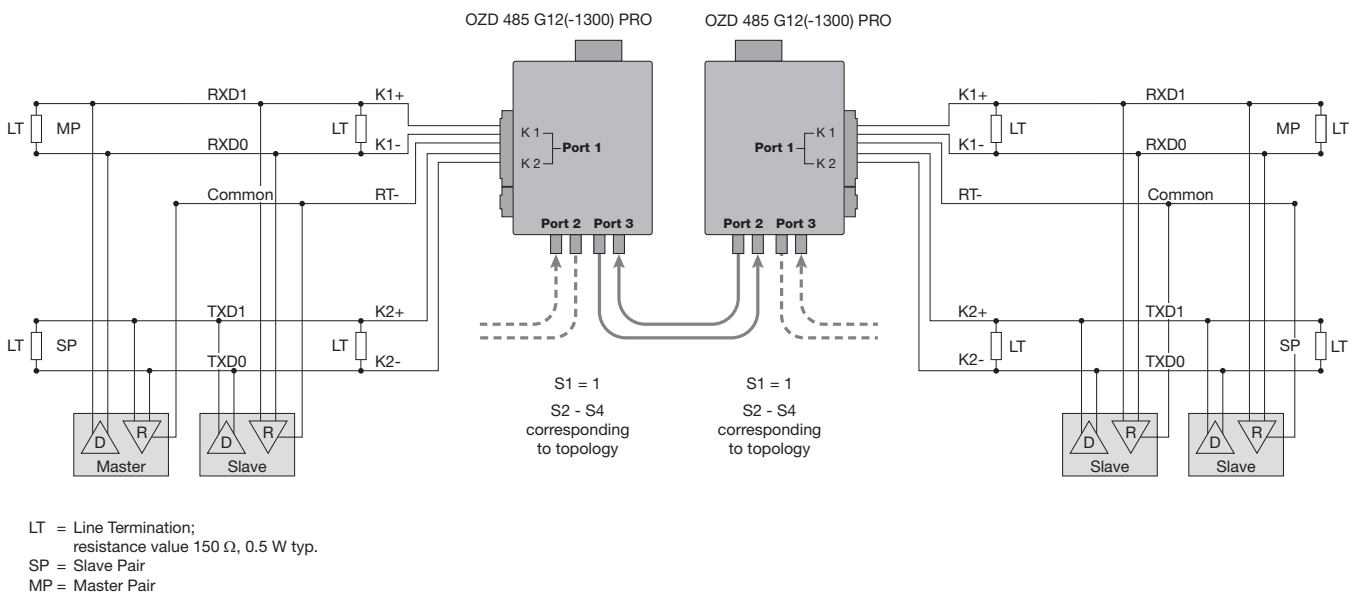 OZD 485 G12(-1300) PRO
OZD 485 G12(-1300) PRO
RXD1
K1+
K1+
RXD1
LT
MP
LT
K 1
Port 1
Port 1
K 1
LT
MP
LT
RXD0
K1-
K 2
K 2
K1-
RXD0
Common
RT-
RT-
Common
Port 2
Port 3
Port 2
Port 3
TXD1
K2+
K2+
TXD1
LT
SP
LT
LT
SP
LT
TXD0
K2-
K2-
TXD0
S1 = 1
S2 - S4
corresponding
to topology
S1 = 1
S2 - S4
corresponding
to topology
D
R
Master
D
R
Slave
D
R
Slave
D
R
Slave
LT = Line Termination;
resistance value 150 Ω, 0.5 W typ.
SP = Slave Pair
MP = Master Pair